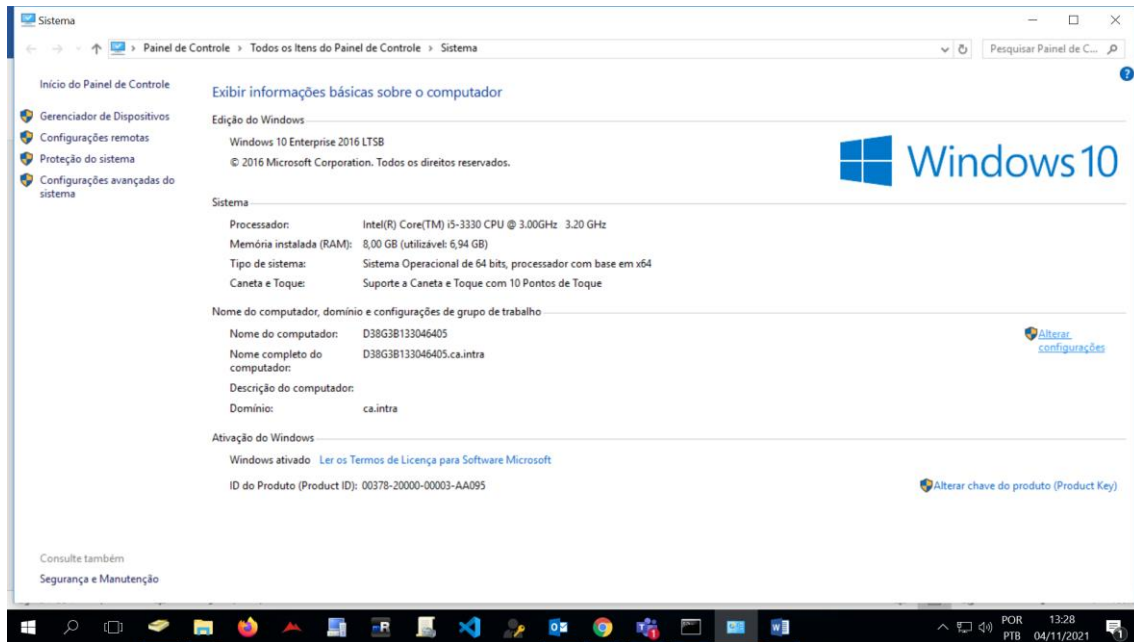 Sistema
Painel de Controle > Todos os Itens do Painel de Controle > Sistema
Pesquisar Painel de C...
Início do Painel de Controle
Gerenciador de Dispositivos
Configurações remotas
Proteção do sistema
Configurações avançadas do
sistema
Exibir informações básicas sobre o computador
Edição do Windows
Windows 10 Enterprise 2016 LTSB
© 2016 Microsoft Corporation. Todos os direitos reservados.
Windows 10
Sistema
Processador: Intel(R) Core(TM) i5-3330 CPU @ 3.00GHz 3.20 GHz
Memória instalada (RAM): 8,00 GB (utilizável: 6,94 GB)
Tipo de sistema: Sistema Operacional de 64 bits, processador com base em x64
Caneta e Toque: Suporte a Caneta e Toque com 10 Pontos de Toque
Nome do computador, domínio e configurações de grupo de trabalho
Nome do computador: D38G3B133046405
Nome completo do D38G3B133046405.ca.intra
computador:
Descrição do computador:
Domínio: ca.intra
Alterar
configurações
Ativação do Windows
Windows ativado Ler os Termos de Licença para Software Microsoft
ID do Produto (Product ID): 00378-20000-00003-AA095
Alterar chave do produto (Product Key)
Consulte também
Segurança e Manutenção
POR 13:28
PTB 04/11/2021